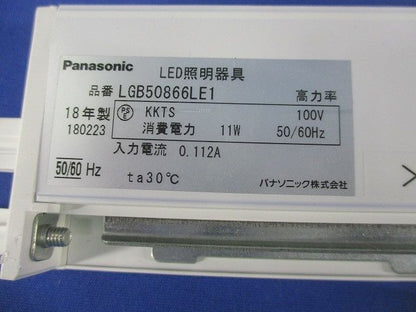 Panasonic LED照明器具
品番 LGB50866LE1 高力率
18年製 PS E KKTS 100V
180223 消費電力 11W 50/60Hz
入力電流 0.112A
50/60 Hz ta30℃
パナソニック株式会社